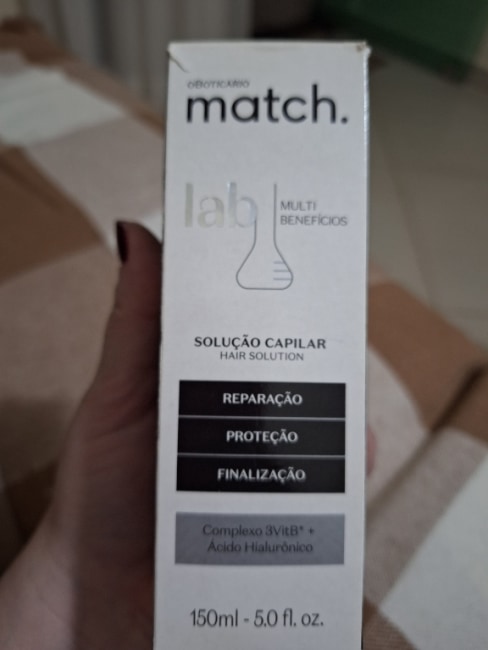 oBoticário
match.
lab
MULTI
BENEFÍCIOS
SOLUÇÃO CAPILAR
HAIR SOLUTION
REPARAÇÃO
PROTEÇÃO
FINALIZAÇÃO
Complexo 3VitB* +
Ácido Hialurônico
150ml - 5.0 fl. oz.